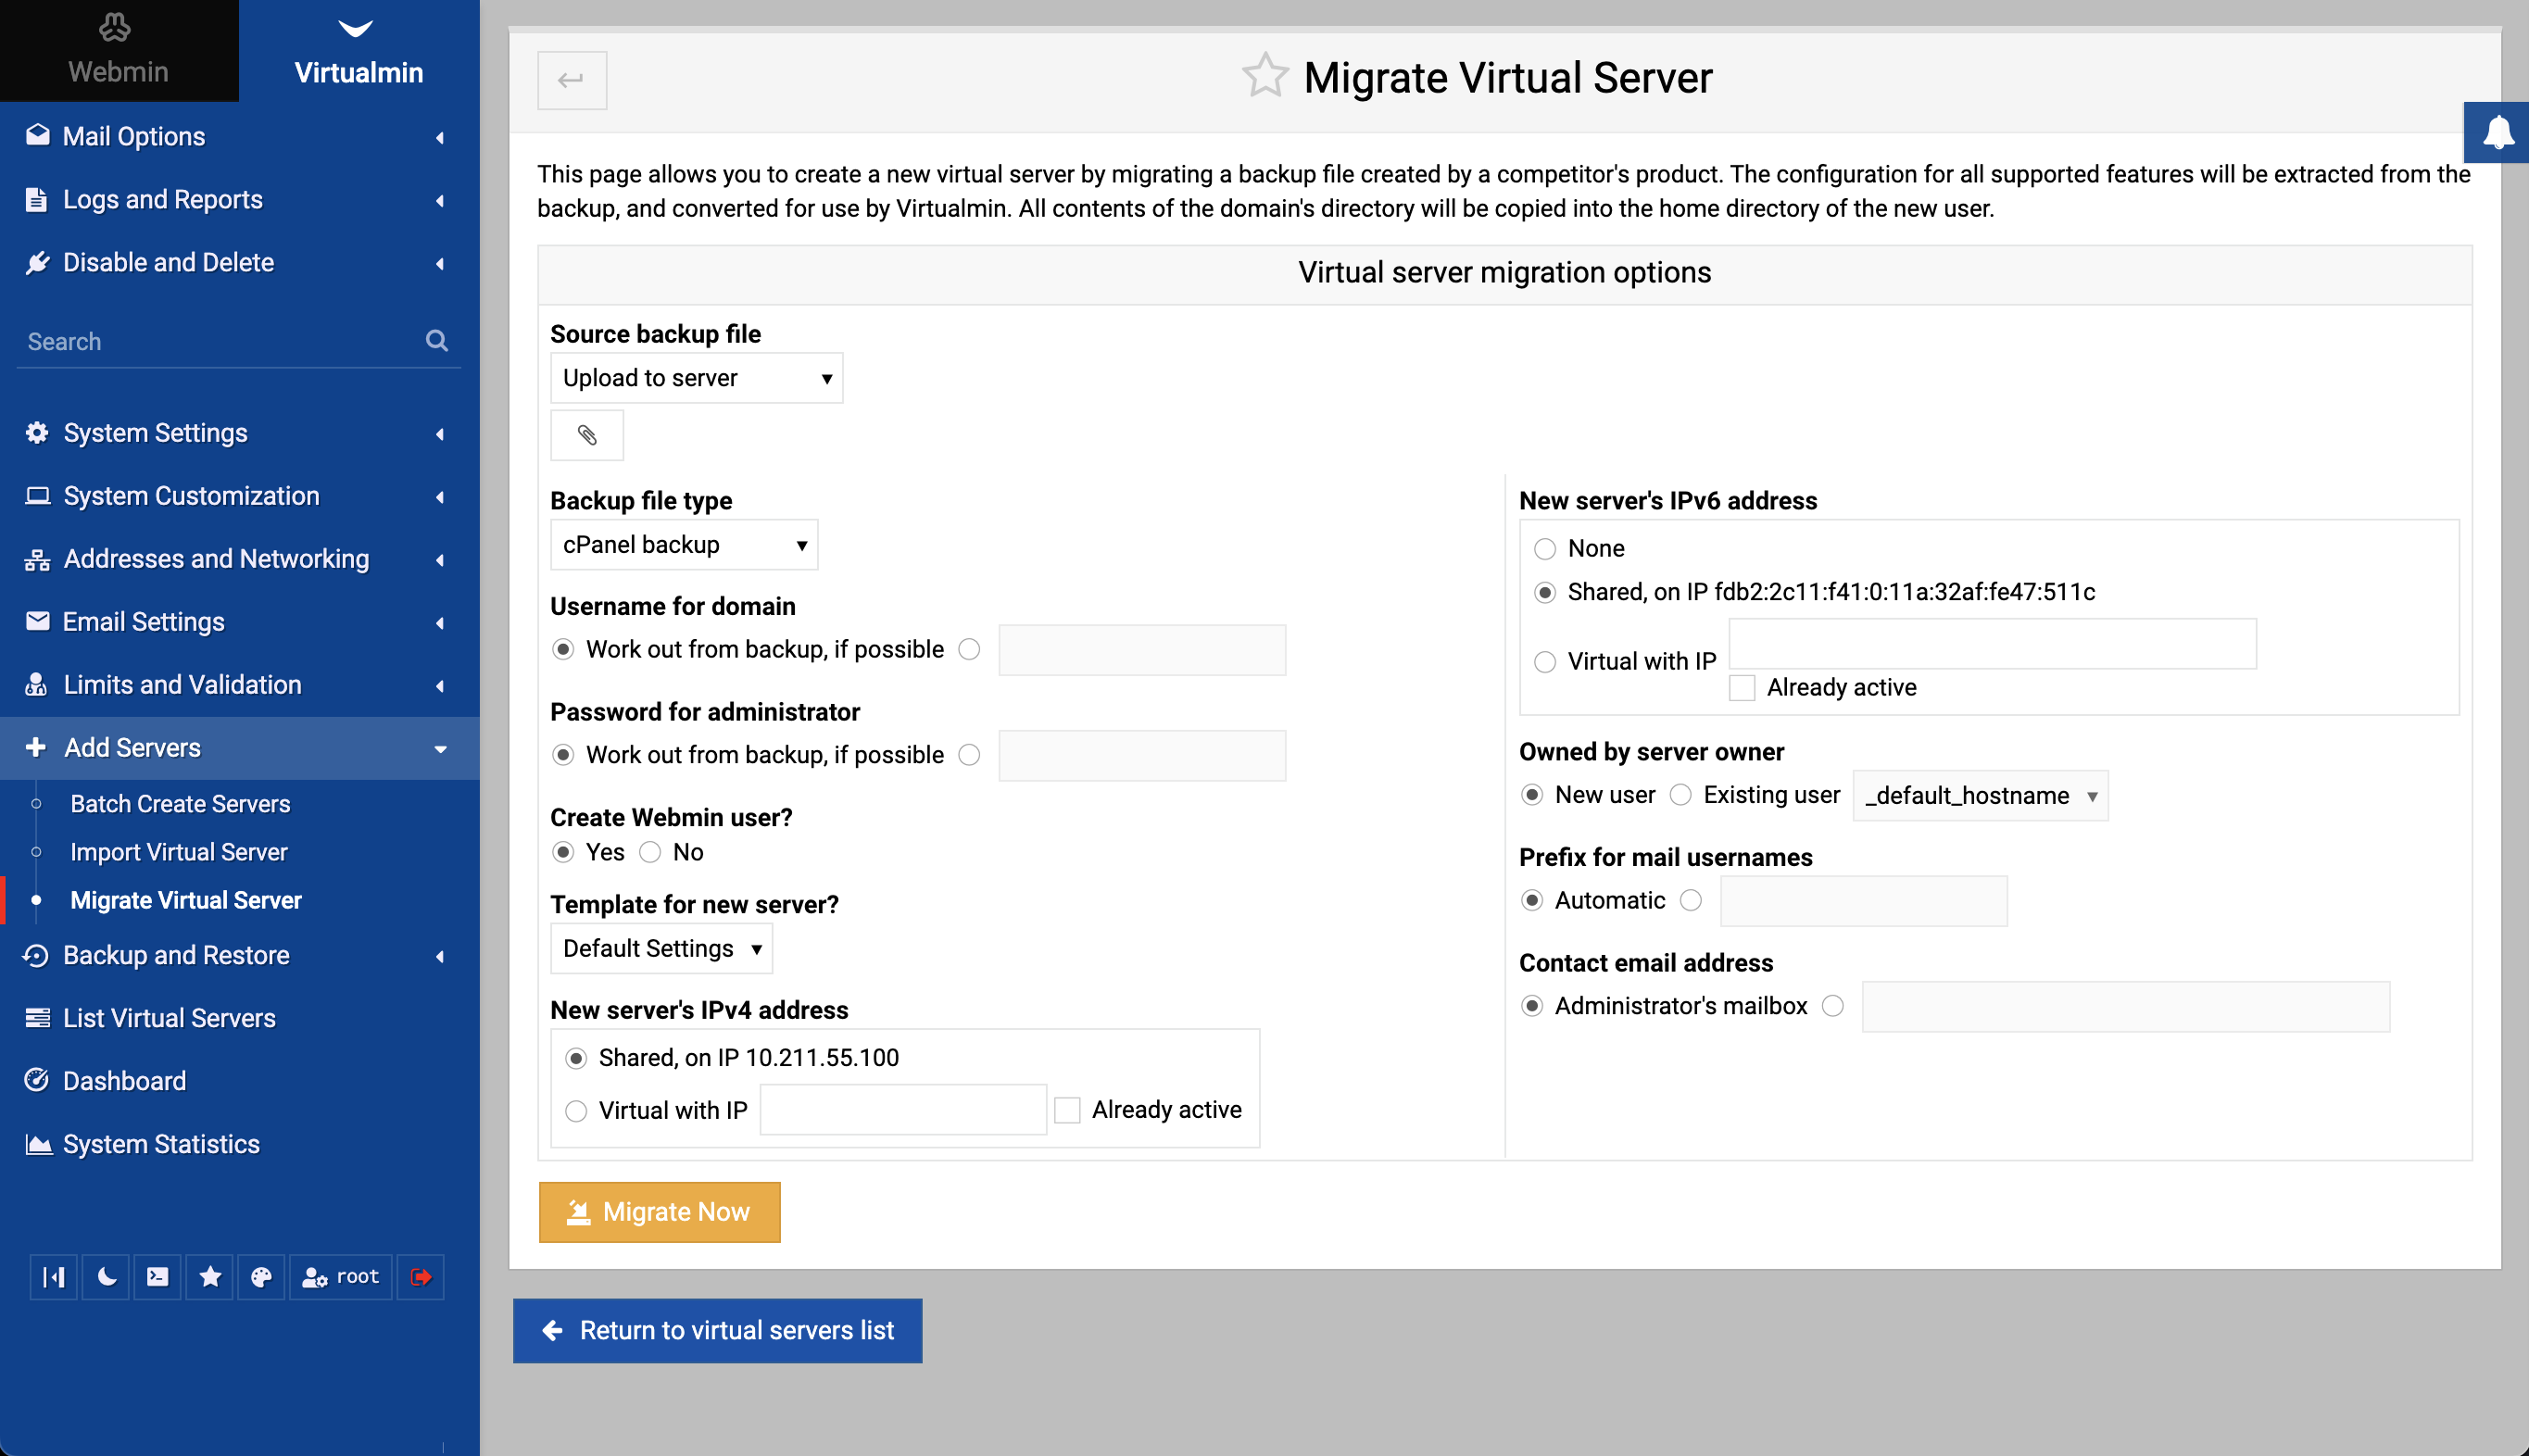 Webmin
Virtualmin
Mail Options
Logs and Reports
Disable and Delete
Search
System Settings
System Customization
Addresses and Networking
Email Settings
Limits and Validation
Add Servers
Batch Create Servers
Import Virtual Server
Migrate Virtual Server
Backup and Restore
List Virtual Servers
Dashboard
System Statistics
root
Migrate Virtual Server
This page allows you to create a new virtual server by migrating a backup file created by a competitor's product. The configuration for all supported features will be extracted from the
backup, and converted for use by Virtualmin. All contents of the domain's directory will be copied into the home directory of the new user.
Virtual server migration options
Source backup file
Upload to server
Backup file type
cPanel backup
Username for domain
Work out from backup, if possible
Password for administrator
Work out from backup, if possible
Create Webmin user?
Yes No
Template for new server?
Default Settings
New server's IPv4 address
Shared, on IP 10.211.55.100
Virtual with IP Already active
New server's IPv6 address
None
Shared, on IP fdb2:2c11:f41:0:11a:32af:fe47:511c
Virtual with IP
Already active
Owned by server owner
New user Existing user _default_hostname
Prefix for mail usernames
Automatic
Contact email address
Administrator's mailbox
Migrate Now
Return to virtual servers list